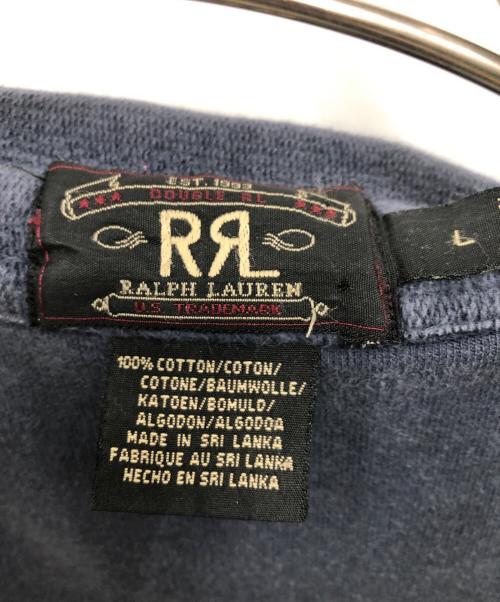 EST 1993
DOUBLE RL
RRL
RALPH LAUREN
U.S. TRADEMARK
L
100% COTTON/COTON/
COTONE/BAUMWOLLE/
KATOEN/BOMULD/
ALGODON/ALGODOA
MADE IN SRI LANKA
FABRIQUE AU SRI LANKA
HECHO EN SRI LANKA